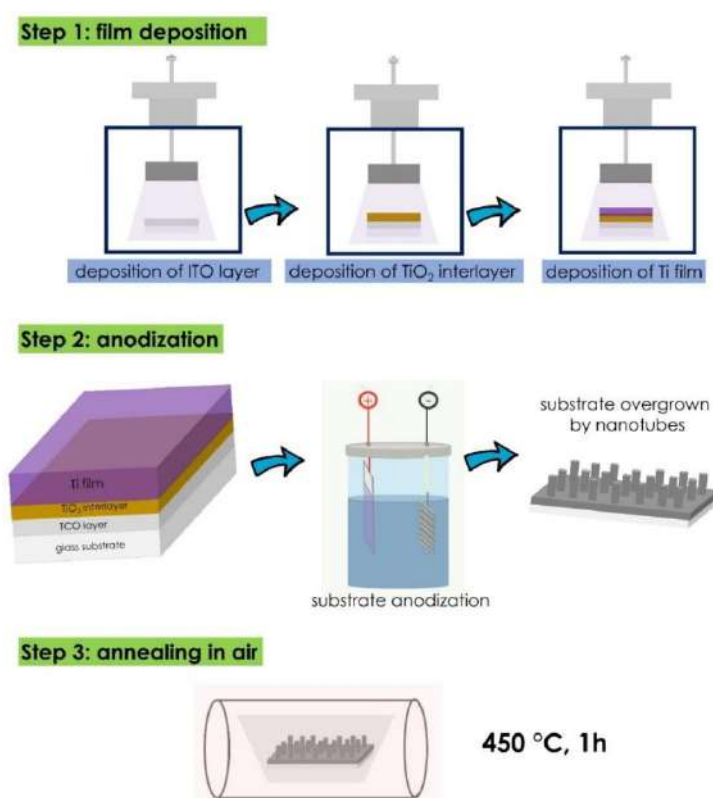 Step 1: film deposition
deposition of ITO layer
deposition of TiO₂ interlayer
deposition of Ti film
Step 2: anodization
Ti film
TiO₂ interlayer
TCO layer
glass substrate
+
-
substrate anodization
substrate overgrown
by nanotubes
Step 3: annealing in air
450 °C, 1h